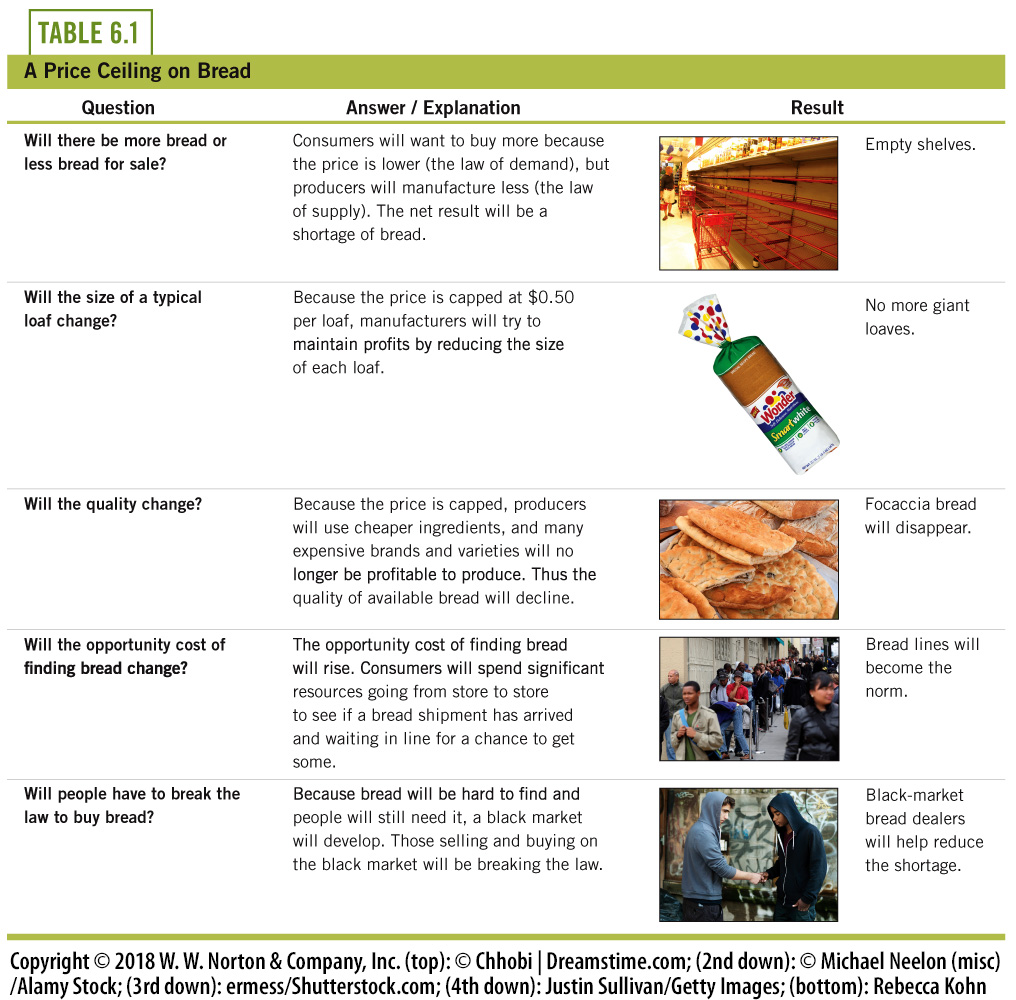 TABLE 6.1
A Price Ceiling on Bread
Question
Answer / Explanation
Result
Will there be more bread or
less bread for sale?
Consumers will want to buy more because
the price is lower (the law of demand), but
producers will manufacture less (the law
of supply). The net result will be a
shortage of bread.
Empty shelves.
Will the size of a typical
loaf change?
Because the price is capped at $0.50
per loaf, manufacturers will try to
maintain profits by reducing the size
of each loaf.
Wonder
Smart white
No more giant
loaves.
Will the quality change?
Because the price is capped, producers
will use cheaper ingredients, and many
expensive brands and varieties will no
longer be profitable to produce. Thus the
quality of available bread will decline.
Focaccia bread
will disappear.
Will the opportunity cost of
finding bread change?
The opportunity cost of finding bread
will rise. Consumers will spend significant
resources going from store to store
to see if a bread shipment has arrived
and waiting in line for a chance to get
some.
Bread lines will
become the
norm.
Will people have to break the
law to buy bread?
Because bread will be hard to find and
people will still need it, a black market
will develop. Those selling and buying on
the black market will be breaking the law.
Black-market
bread dealers
will help reduce
the shortage.
Copyright © 2018 W. W. Norton & Company, Inc. (top): © Chhobi | Dreamstime.com; (2nd down): © Michael Neelon (misc)
/Alamy Stock; (3rd down): ermess/Shutterstock.com; (4th down): Justin Sullivan/Getty Images; (bottom): Rebecca Kohn